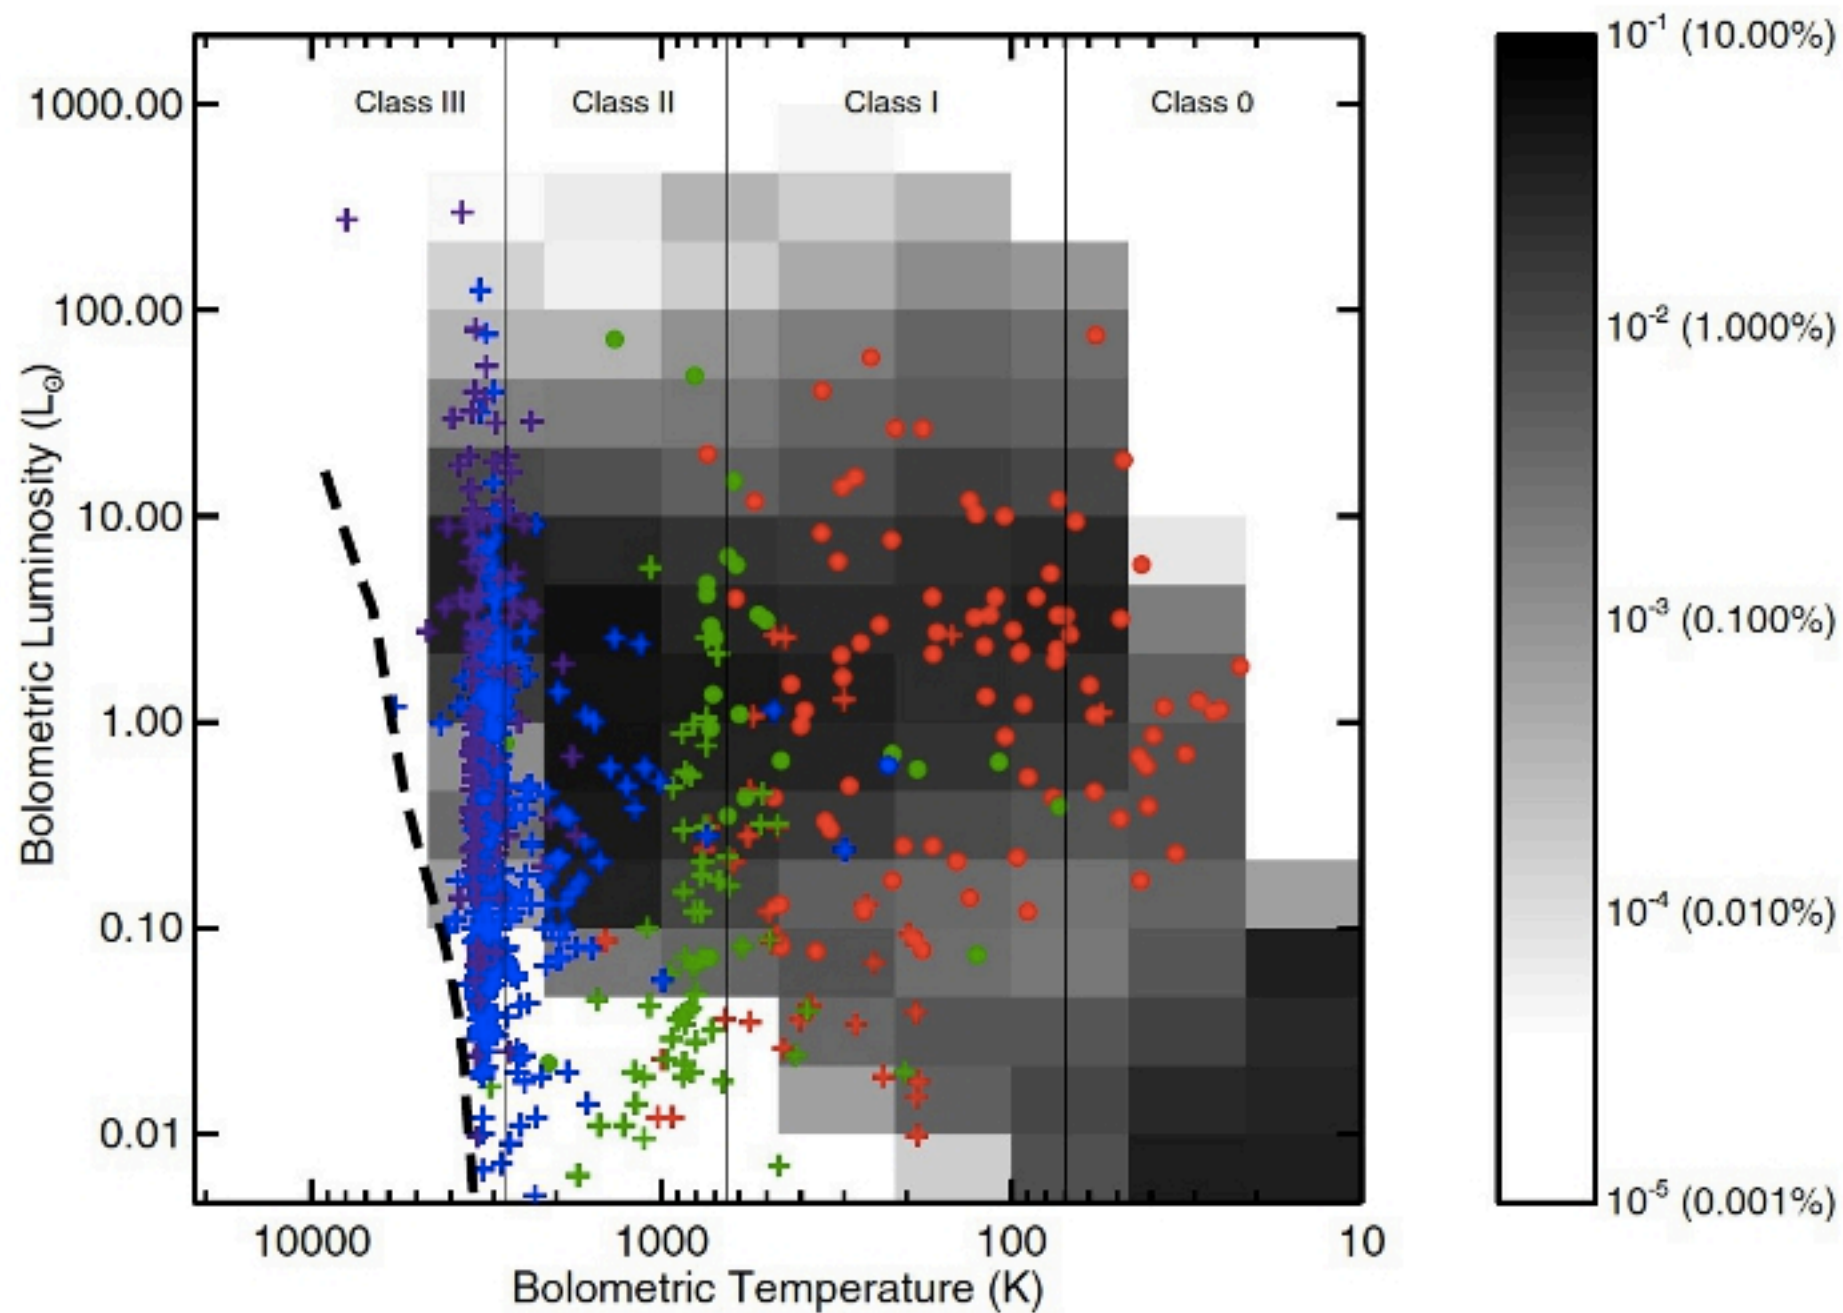 Class III
Class II
Class I
Class 0
1000.00
100.00
10.00
1.00
0.10
0.01
Bolometric Luminosity (L⊙)
10000
1000
100
10
Bolometric Temperature (K)
10⁻¹ (10.00%)
10⁻² (1.000%)
10⁻³ (0.100%)
10⁻⁴ (0.010%)
10⁻⁵ (0.001%)